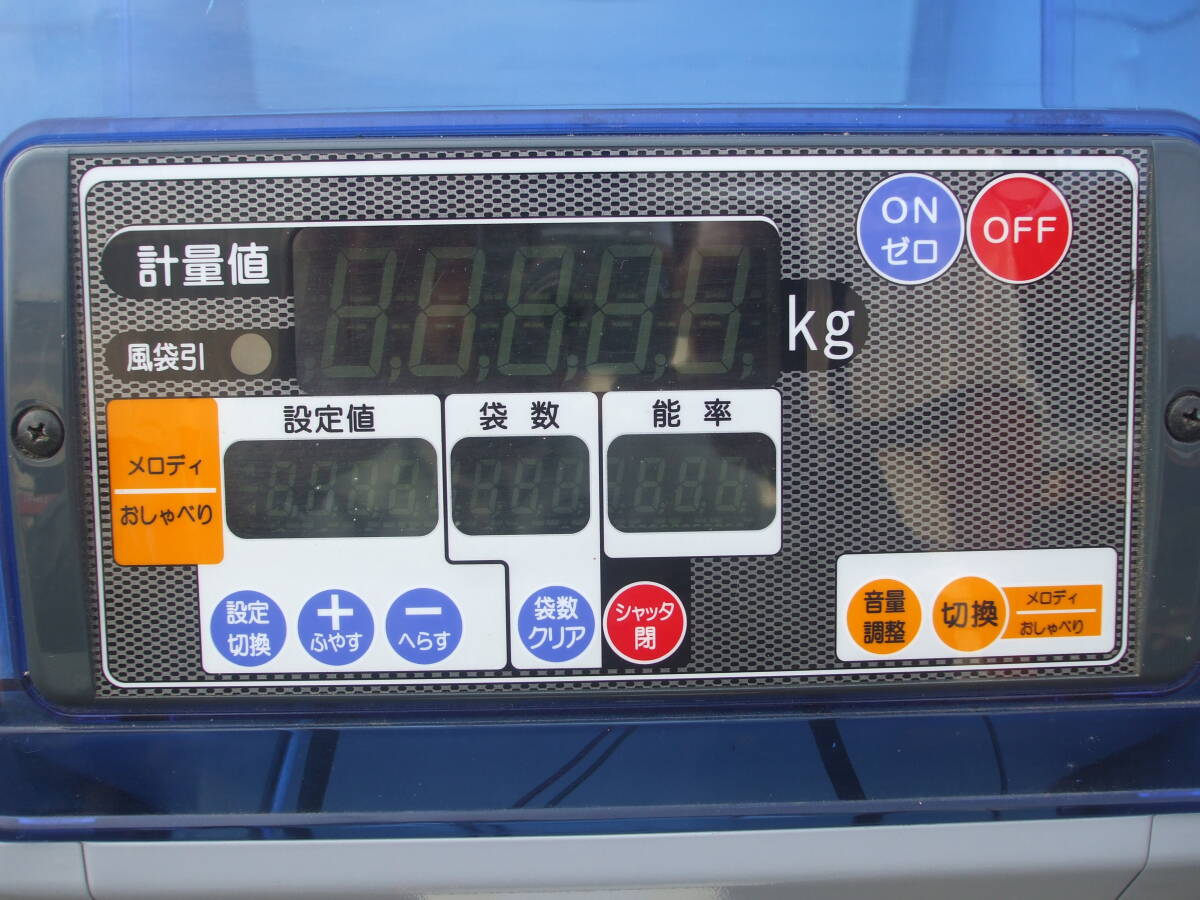 ON
ゼロ
OFF
計量値
kg
風袋引
メロディ
おしゃべり
設定値
袋数
能率
設定
切換
＋
ふやす
－
へらす
袋数
クリア
シャッタ
閉
音量
調整
切換
メロディ
おしゃべり